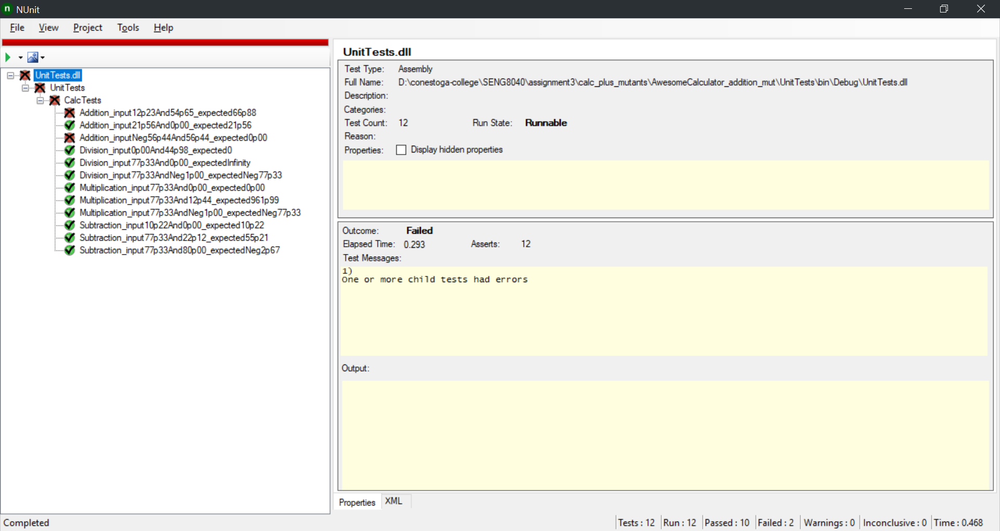 n NUnit
File View Project Tools Help
UnitTests.dll
UnitTests
CalcTests
Addition_input12p23And54p65_expected66p88
Addition_input21p56And0p00_expected21p56
Addition_inputNeg56p44And56p44_expected0p00
Division_input0p00And44p98_expected0
Division_input77p33And0p00_expectedInfinity
Division_input77p33AndNeg1p00_expectedNeg77p33
Multiplication_input77p33And0p00_expected0p00
Multiplication_input77p33And12p44_expected961p99
Multiplication_input77p33AndNeg1p00_expectedNeg77p33
Subtraction_input10p22And0p00_expected10p22
Subtraction_input77p33And22p12_expected55p21
Subtraction_input77p33And80p00_expectedNeg2p67
UnitTests.dll
Test Type: Assembly
Full Name: D:\conestoga-college\SENG8040\assignment3\calc_plus_mutants\AwesomeCalculator_addition_mut\UnitTests\bin\Debug\UnitTests.dll
Description:
Categories:
Test Count: 12 Run State: Runnable
Reason:
Properties: Display hidden properties
Outcome: Failed
Elapsed Time: 0.293 Asserts: 12
Test Messages:
1)
One or more child tests had errors
Output:
Properties XML
Completed Tests : 12 Run : 12 Passed : 10 Failed : 2 Warnings : 0 Inconclusive : 0 Time : 0.468